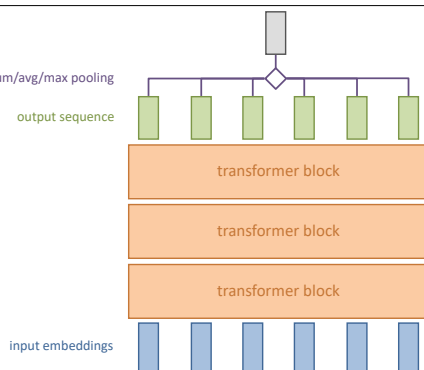 m/avg/max pooling
output sequence
transformer block
transformer block
transformer block
input embeddings